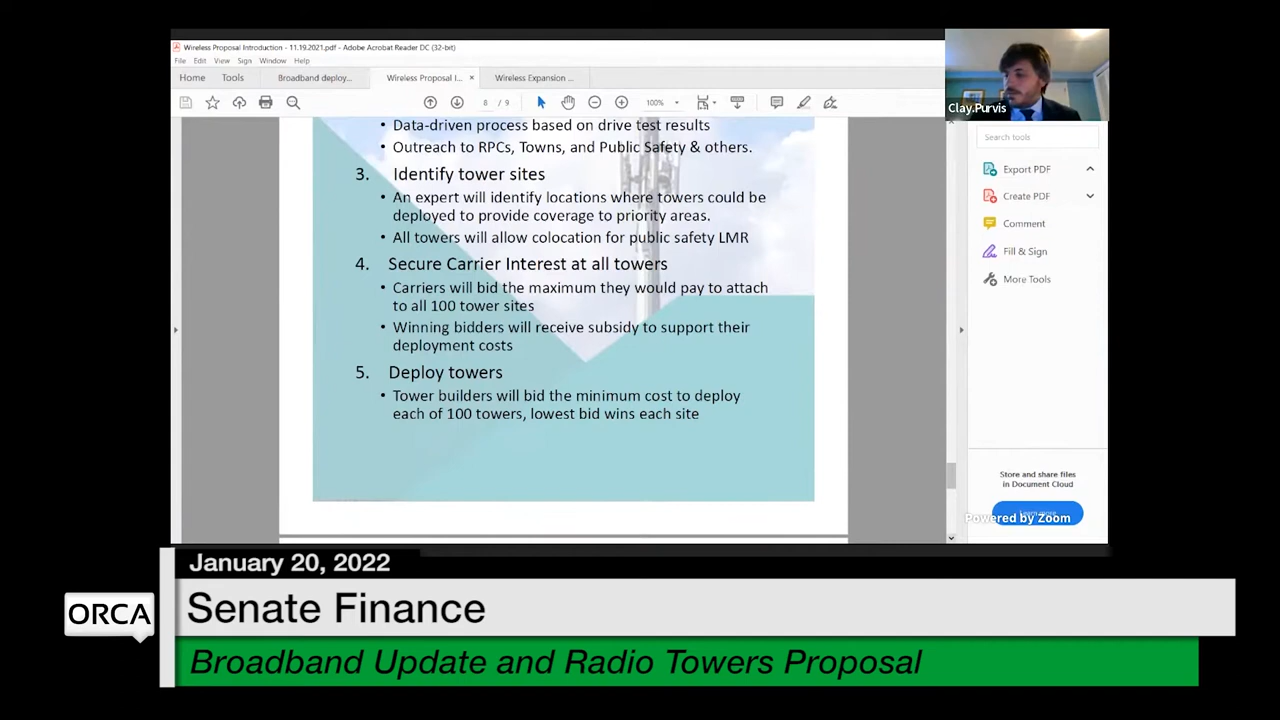 Wireless Proposal Introduction - 11.19.2021.pdf - Adobe Acrobat Reader DC (32-bit)
File Edit View Sign Window Help
Home Tools Broadband deploy... Wireless Proposal I... × Wireless Expansion ...
8 / 9 100%
Clay.Purvis
Search tools
Export PDF
Create PDF
Comment
Fill & Sign
More Tools
Store and share files
in Document Cloud
Powered by Zoom
• Data-driven process based on drive test results
• Outreach to RPCs, Towns, and Public Safety & others.
3. Identify tower sites
• An expert will identify locations where towers could be
deployed to provide coverage to priority areas.
• All towers will allow colocation for public safety LMR
4. Secure Carrier Interest at all towers
• Carriers will bid the maximum they would pay to attach
to all 100 tower sites
• Winning bidders will receive subsidy to support their
deployment costs
5. Deploy towers
• Tower builders will bid the minimum cost to deploy
each of 100 towers, lowest bid wins each site
January 20, 2022
ORCA
Senate Finance
Broadband Update and Radio Towers Proposal